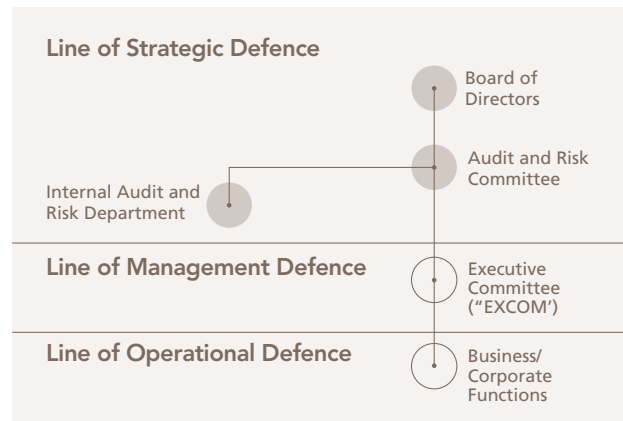 Line of Strategic Defence
Board of
Directors
Audit and Risk
Committee
Internal Audit and
Risk Department
Line of Management Defence
Executive
Committee
("EXCOM')
Line of Operational Defence
Business/
Corporate
Functions